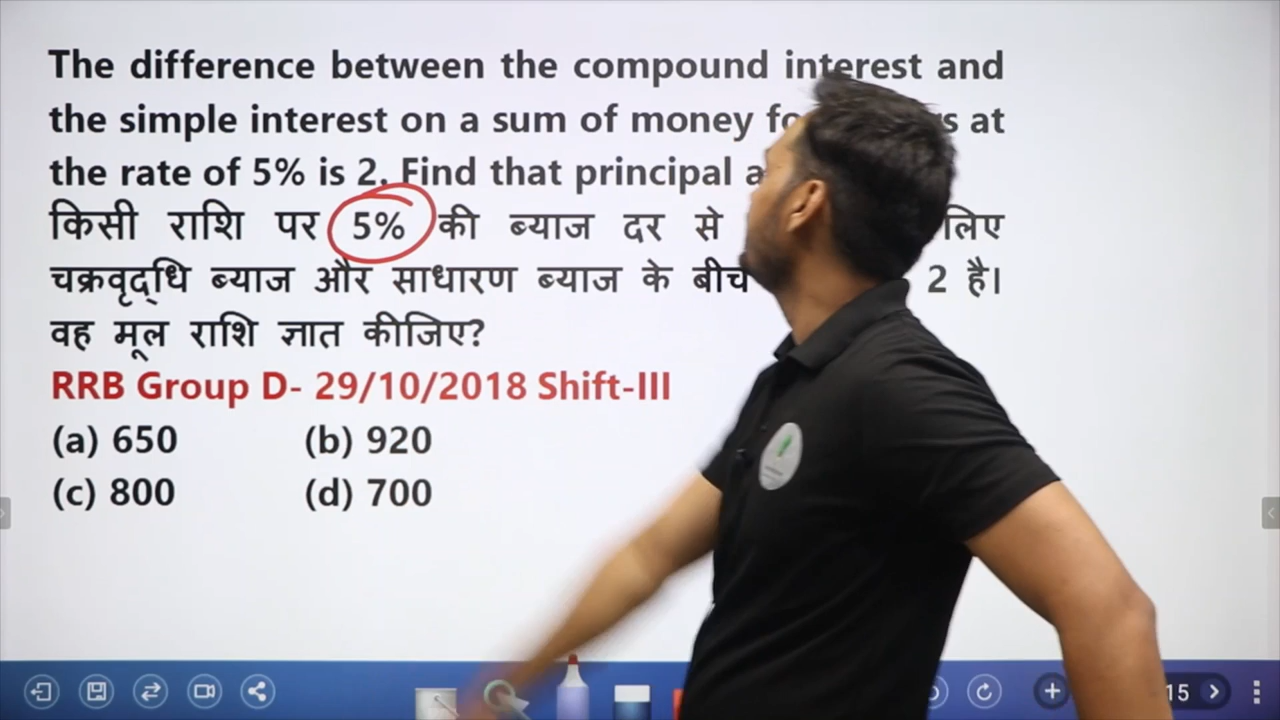 The difference between the compound interest and
the simple interest on a sum of money at
the rate of 5% is 2. Find that principal
किसी राशि पर 5% की ब्याज दर से लिए
चक्रवृद्धि ब्याज और साधारण ब्याज के बीच 2 है।
वह मूल राशि ज्ञात कीजिए?
RRB Group D- 29/10/2018 Shift-III
(a) 650 (b) 920
(c) 800 (d) 700
15